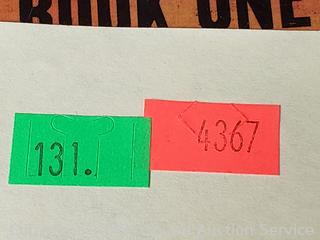 BOOK ONE
4367
131.
Auction Service